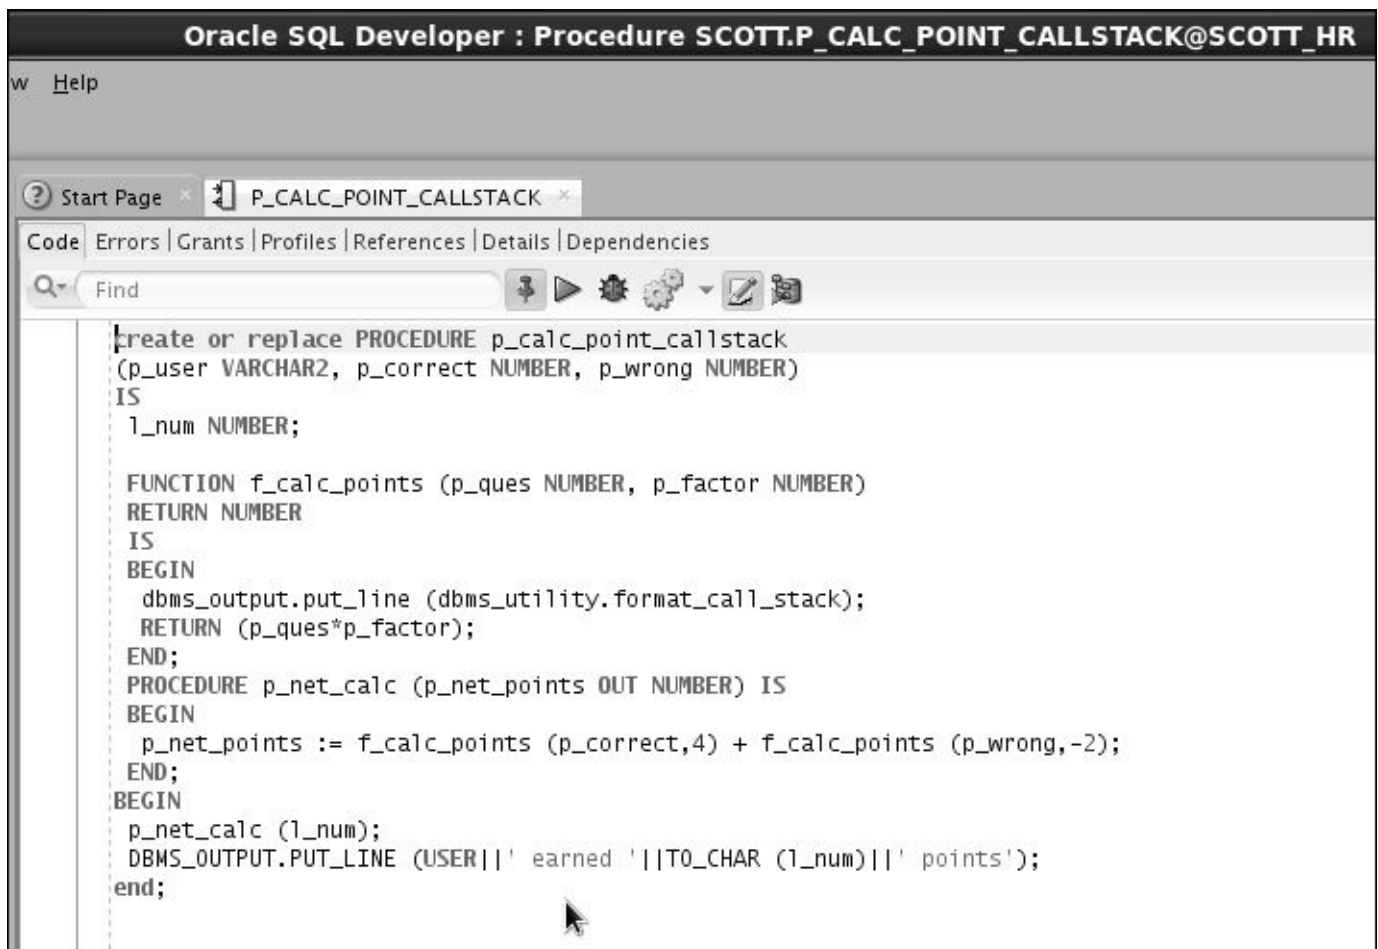 Oracle SQL Developer : Procedure SCOTT.P_CALC_POINT_CALLSTACK@SCOTT_HR
w Help
Start Page P_CALC_POINT_CALLSTACK
Code Errors | Grants | Profiles | References | Details | Dependencies
Find
create or replace PROCEDURE p_calc_point_callstack
(p_user VARCHAR2, p_correct NUMBER, p_wrong NUMBER)
IS
l_num NUMBER;
FUNCTION f_calc_points (p_ques NUMBER, p_factor NUMBER)
RETURN NUMBER
IS
BEGIN
dbms_output.put_line (dbms_utility.format_call_stack);
RETURN (p_ques*p_factor);
END;
PROCEDURE p_net_calc (p_net_points OUT NUMBER) IS
BEGIN
p_net_points := f_calc_points (p_correct,4) + f_calc_points (p_wrong,-2);
END;
BEGIN
p_net_calc (l_num);
DBMS_OUTPUT.PUT_LINE (USER||' earned '||TO_CHAR (l_num)||' points');
end;